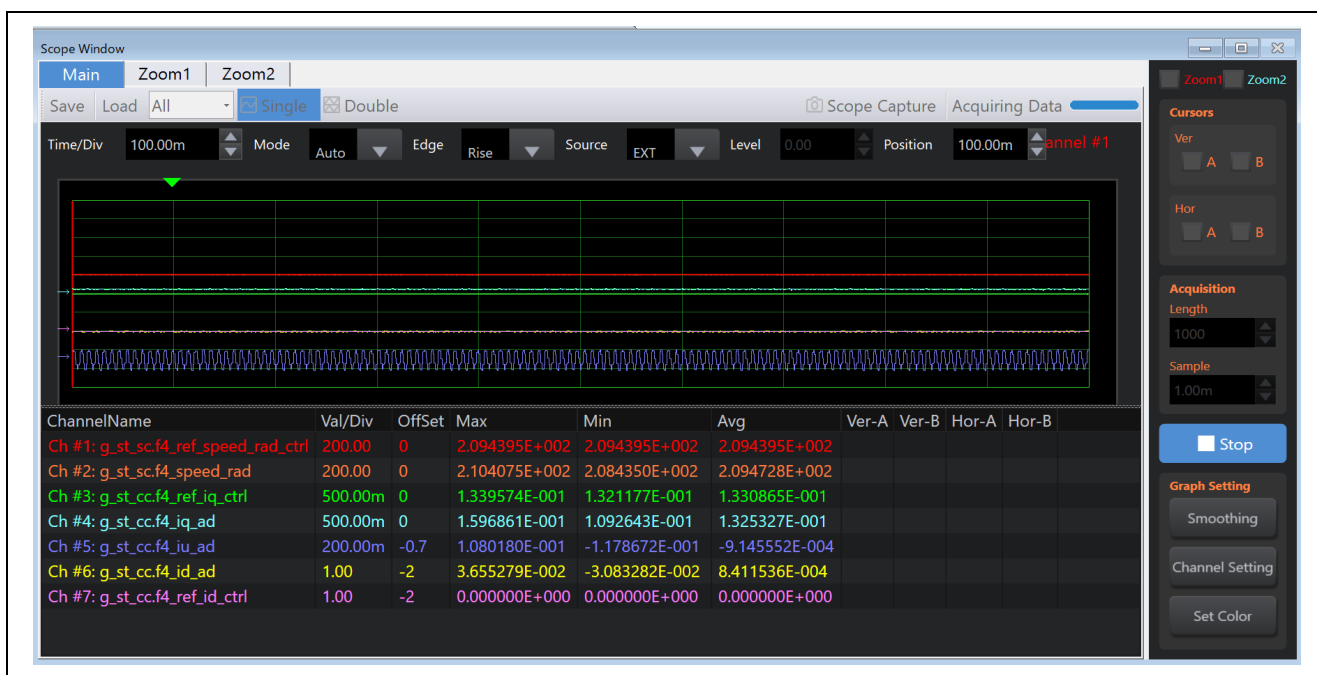 Scope Window
Main Zoom1 Zoom2
Save Load All Single Double Scope Capture Acquiring Data
Time/Div 100.00m Mode Auto Edge Rise Source EXT Level 0.00 Position 100.00m annel #1
ChannelName Val/Div OffSet Max Min Avg Ver-A Ver-B Hor-A Hor-B
Ch #1: g_st_sc.f4_ref_speed_rad_ctrl 200.00 0 2.094395E+002 2.094395E+002 2.094395E+002
Ch #2: g_st_sc.f4_speed_rad 200.00 0 2.104075E+002 2.084350E+002 2.094728E+002
Ch #3: g_st_cc.f4_ref_iq_ctrl 500.00m 0 1.339574E-001 1.321177E-001 1.330865E-001
Ch #4: g_st_cc.f4_iq_ad 500.00m 0 1.596861E-001 1.092643E-001 1.325327E-001
Ch #5: g_st_cc.f4_iu_ad 200.00m -0.7 1.080180E-001 -1.178672E-001 -9.145552E-004
Ch #6: g_st_cc.f4_id_ad 1.00 -2 3.655279E-002 -3.083282E-002 8.411536E-004
Ch #7: g_st_cc.f4_ref_id_ctrl 1.00 -2 0.000000E+000 0.000000E+000 0.000000E+000
Zoom1 Zoom2
Cursors
Ver
A B
Hor
A B
Acquisition
Length
1000
Sample
1.00m
Stop
Graph Setting
Smoothing
Channel Setting
Set Color